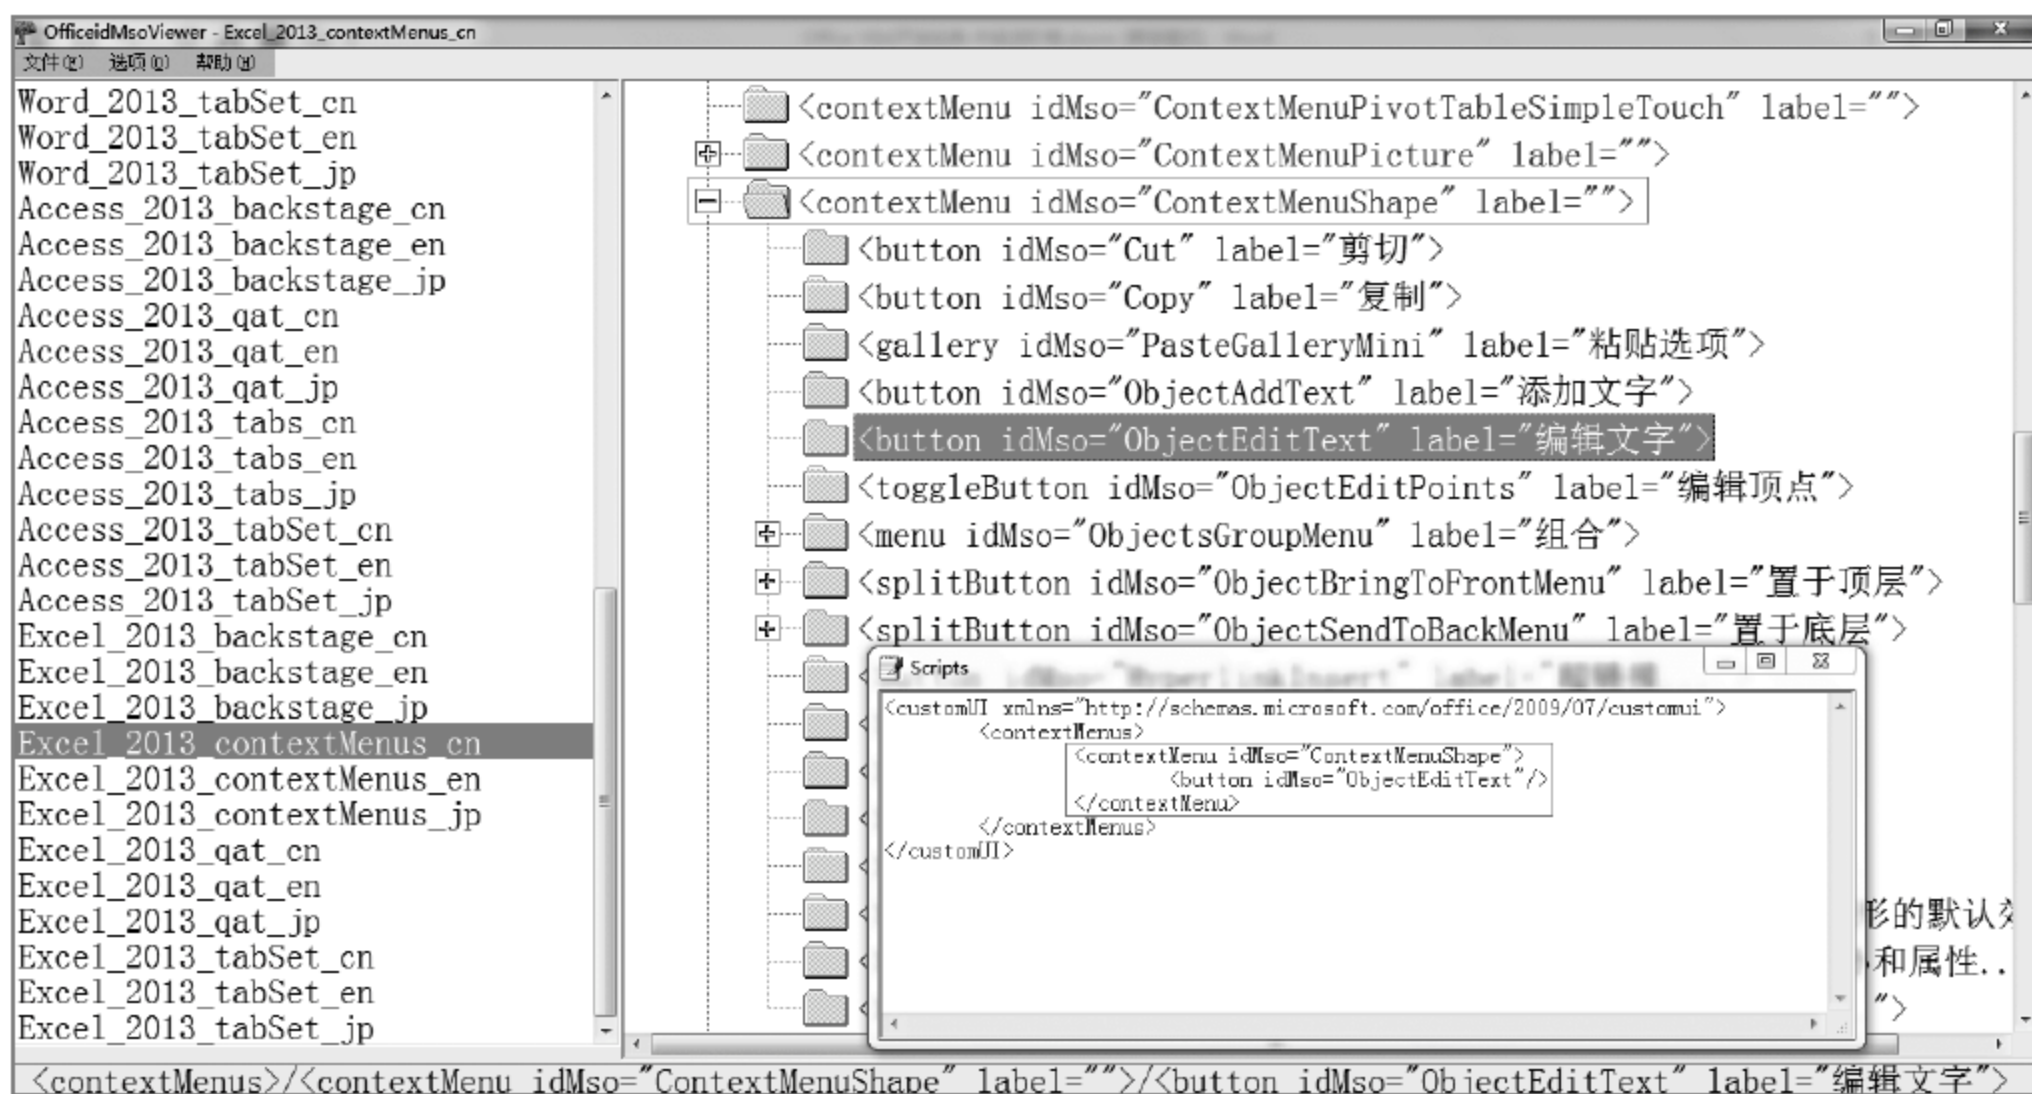 OfficeidMsoViewer - Excel_2013_contextMenus_cn
文件(F) 选项(O) 帮助(H)
Word_2013_tabSet_cn
Word_2013_tabSet_en
Word_2013_tabSet_jp
Access_2013_backstage_cn
Access_2013_backstage_en
Access_2013_backstage_jp
Access_2013_qat_cn
Access_2013_qat_en
Access_2013_qat_jp
Access_2013_tabs_cn
Access_2013_tabs_en
Access_2013_tabs_jp
Access_2013_tabSet_cn
Access_2013_tabSet_en
Access_2013_tabSet_jp
Excel_2013_backstage_cn
Excel_2013_backstage_en
Excel_2013_backstage_jp
Excel_2013_contextMenus_cn
Excel_2013_contextMenus_en
Excel_2013_contextMenus_jp
Excel_2013_qat_cn
Excel_2013_qat_en
Excel_2013_qat_jp
Excel_2013_tabSet_cn
Excel_2013_tabSet_en
Excel_2013_tabSet_jp
<contextMenu idMso="ContextMenuPivotTableSimpleTouch" label="">
<contextMenu idMso="ContextMenuPicture" label="">
<contextMenu idMso="ContextMenuShape" label="">
<button idMso="Cut" label="剪切">
<button idMso="Copy" label="复制">
<gallery idMso="PasteGalleryMini" label="粘贴选项">
<button idMso="ObjectAddText" label="添加文字">
<button idMso="ObjectEditText" label="编辑文字">
<toggleButton idMso="ObjectEditPoints" label="编辑顶点">
<menu idMso="ObjectsGroupMenu" label="组合">
<splitButton idMso="ObjectBringToFrontMenu" label="置于顶层">
<splitButton idMso="ObjectSendToBackMenu" label="置于底层">
Scripts
<customUI xmlns="http://schemas.microsoft.com/office/2009/07/customui">
<contextMenus>
<contextMenu idMso="ContextMenuShape">
<button idMso="ObjectEditText"/>
</contextMenu>
</contextMenus>
</customUI>
形的默认
和属性..
">
<contextMenus>/<contextMenu idMso="ContextMenuShape" label="">/<button idMso="ObjectEditText" label="编辑文字">